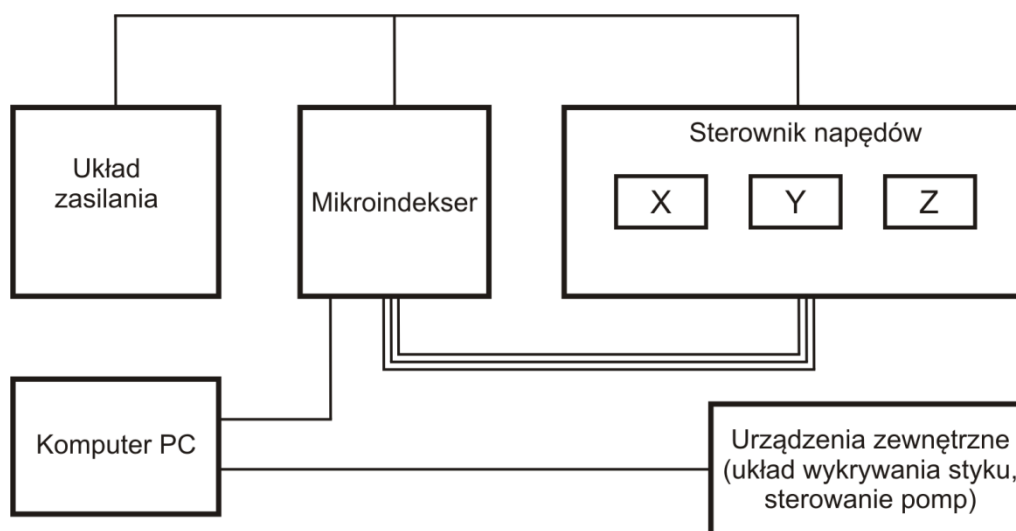 Układ
zasilania
Mikroindekser
Sterownik napędów
X
Y
Z
Komputer PC
Urządzenia zewnętrzne
(układ wykrywania styku,
sterowanie pomp)